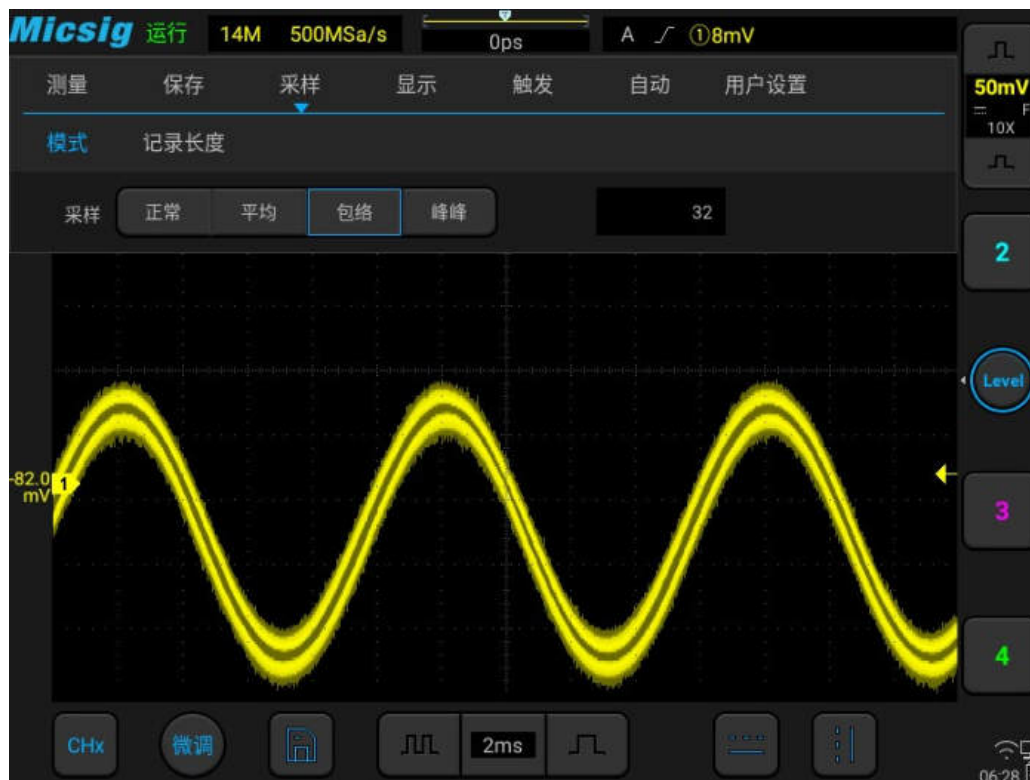 Micsig 运行 14M 500MSa/s 0ps A ①8mV
测量 保存 采样 显示 触发 自动 用户设置
50mV
F
10X
模式 记录长度
采样 正常 平均 包络 峰峰 32
2
Level
-82.0 1
mV
3
4
CHx 微调 2ms
06:28